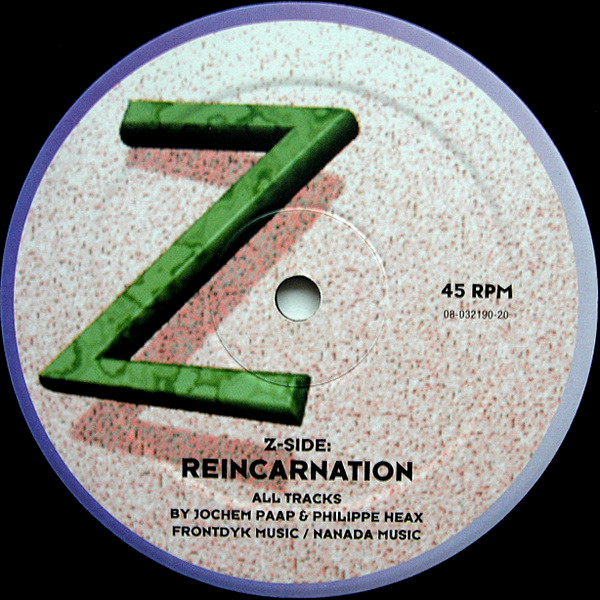 Z
45 RPM
08-032190-20
Z-SIDE:
REINCARNATION
ALL TRACKS
BY JOCHEM PAAP & PHILIPPE HEAX
FRONTDYK MUSIC / NANADA MUSIC